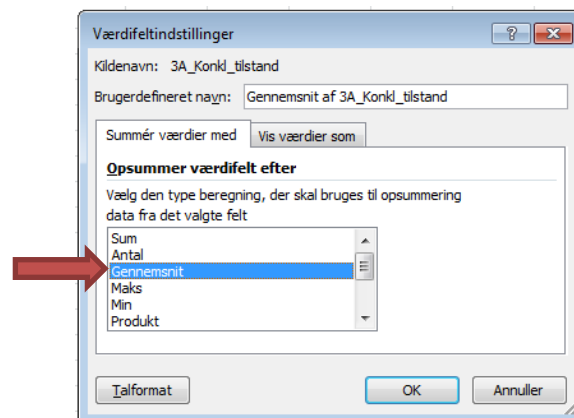 Værdifeltindstillinger
Kildenavn: 3A_Konkl_tilstand
Brugerdefineret navn: Gennemsnit af 3A_Konkl_tilstand
Summér værdier med Vis værdier som
Opsummer værdifelt efter
Vælg den type beregning, der skal bruges til opsummering
data fra det valgte felt
Sum
Antal
Gennemsnit
Maks
Min
Produkt
Talformat OK Annuller